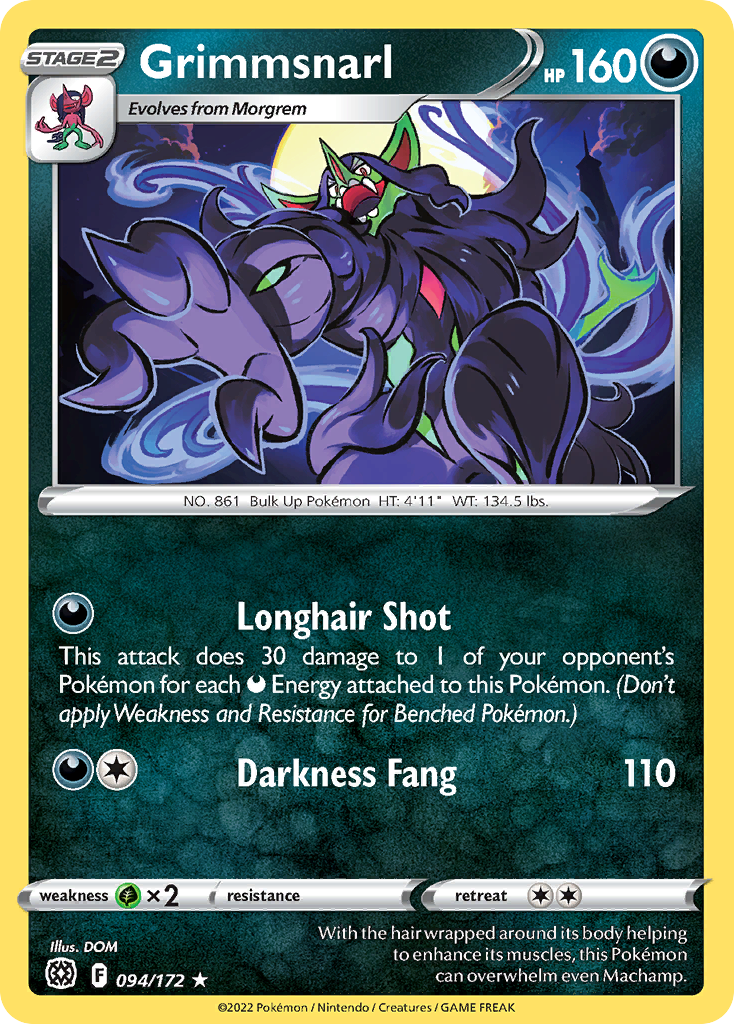 STAGE2
Grimmsnarl
HP 160
Evolves from Morgrem
NO. 861 Bulk Up Pokémon HT: 4'11" WT: 134.5 lbs.
Longhair Shot
This attack does 30 damage to 1 of your opponent's
Pokémon for each Energy attached to this Pokémon. (Don't
apply Weakness and Resistance for Benched Pokémon.)
Darkness Fang 110
weakness ×2 resistance retreat
With the hair wrapped around its body helping
to enhance its muscles, this Pokémon
can overwhelm even Machamp.
Illus. DOM
F 094/172 ★
©2022 Pokémon / Nintendo / Creatures / GAME FREAK